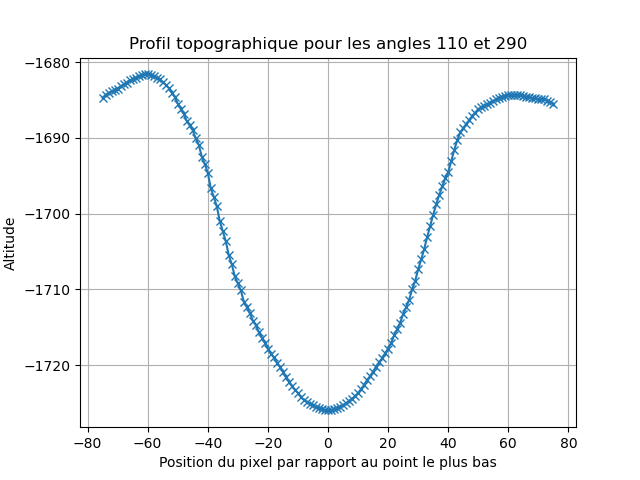 Profil topographique pour les angles 110 et 290
−1680
−1690
−1700
−1710
−1720
Altitude
−80 −60 −40 −20 0 20 40 60 80
Position du pixel par rapport au point le plus bas